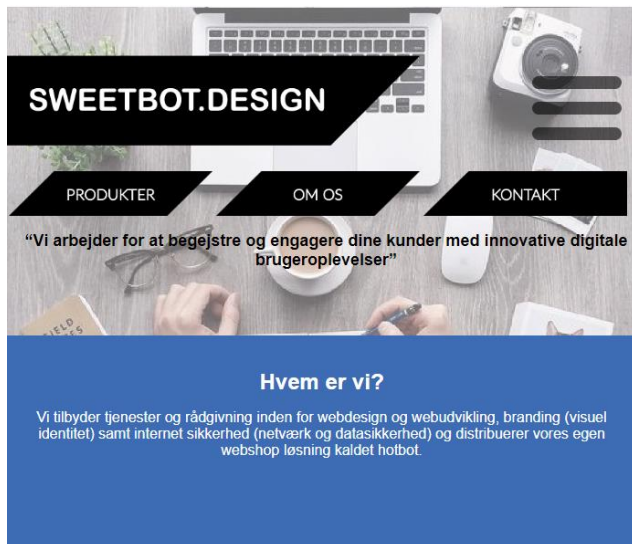 SWEETBOT.DESIGN
PRODUKTER
OM OS
KONTAKT
“Vi arbejder for at begejstre og engagere dine kunder med innovative digitale
brugeroplevelser”
Hvem er vi?
Vi tilbyder tjenester og rådgivning inden for webdesign og webudvikling, branding (visuel
identitet) samt internet sikkerhed (netværk og datasikkerhed) og distribuerer vores egen
webshop løsning kaldet hotbot.